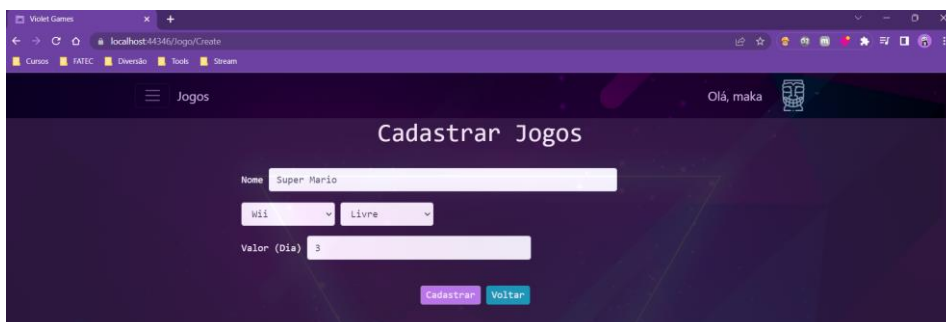 Violet Games
localhost:44346/Jogo/Create
Cursos FATEC Diversão Tools Stream
Jogos Olá, maka
Cadastrar Jogos
Nome Super Mario
Wii Livre
Valor (Dia) 3
Cadastrar Voltar